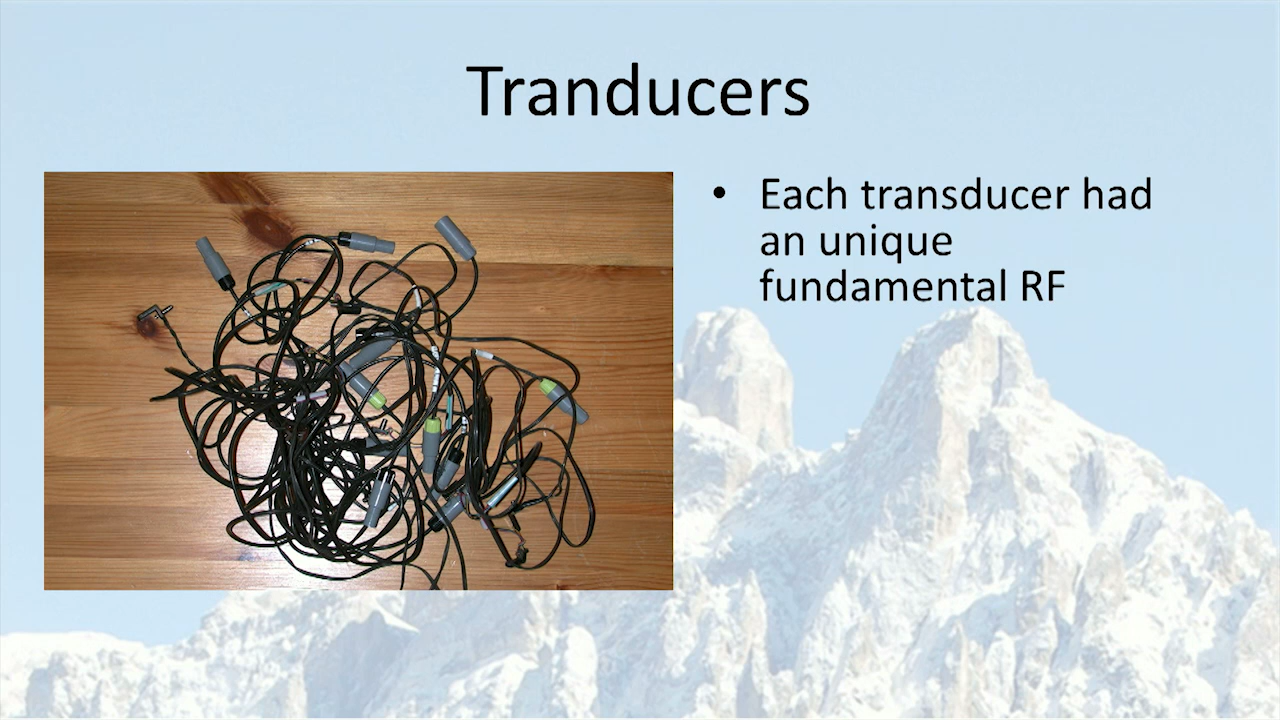 Tranducers
• Each transducer had
an unique
fundamental RF